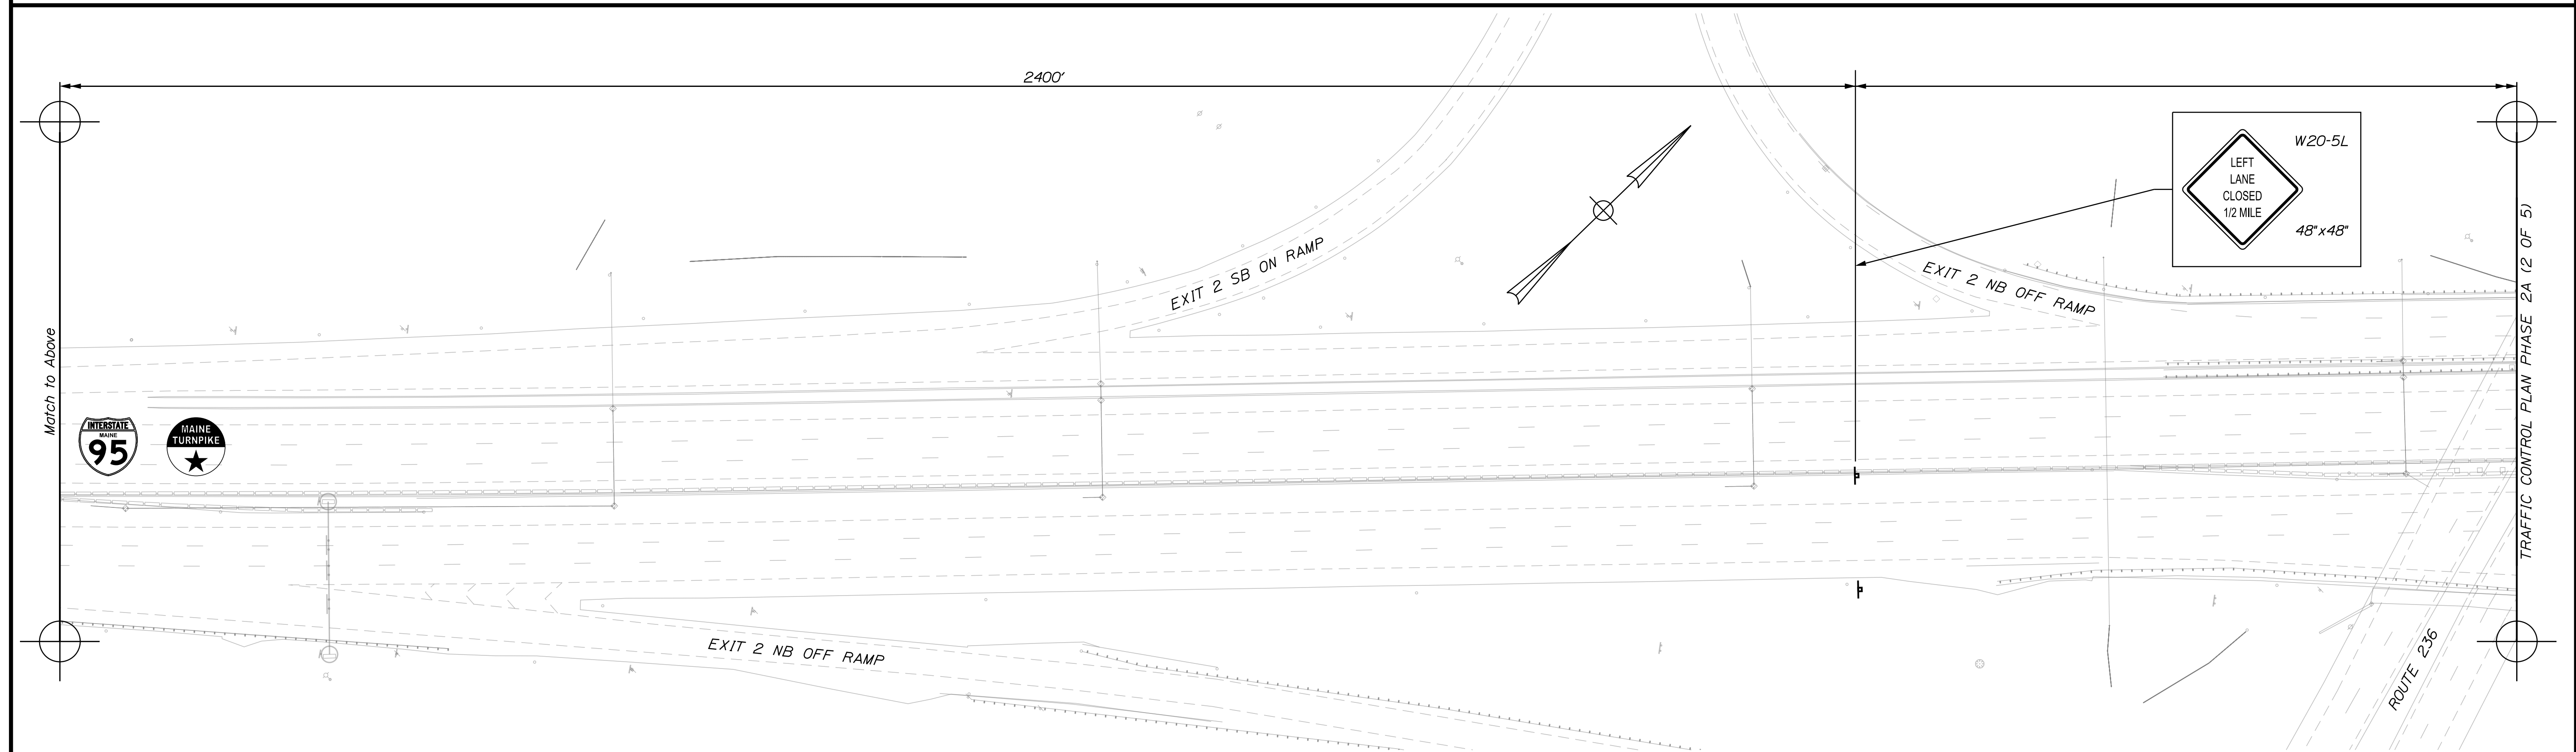 2400'
W20-5L
LEFT
LANE
CLOSED
1/2 MILE
48"x48"
EXIT 2 SB ON RAMP
EXIT 2 NB OFF RAMP
Match to Above
INTERSTATE
MAINE
95
MAINE
TURNPIKE
EXIT 2 NB OFF RAMP
ROUTE 236
TRAFFIC CONTROL PLAN PHASE 2A (2 OF 5)